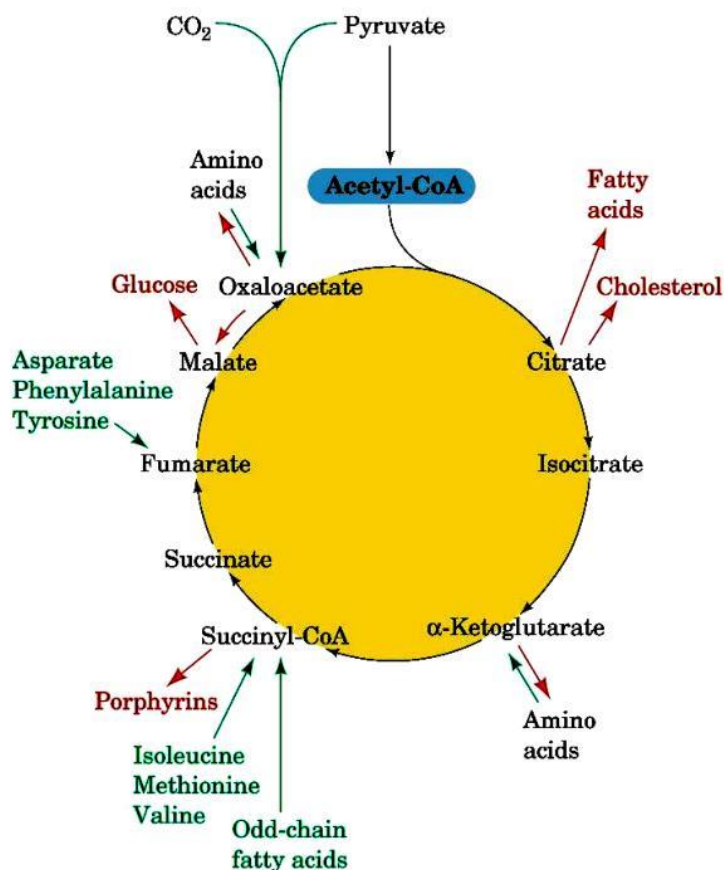 CO2
Pyruvate
Amino
acids
Acetyl-CoA
Fatty
acids
Glucose
Oxaloacetate
Cholesterol
Malate
Citrate
Asparate
Phenylalanine
Tyrosine
Fumarate
Isocitrate
Succinate
Succinyl-CoA
α-Ketoglutarate
Porphyrins
Amino
acids
Isoleucine
Methionine
Valine
Odd-chain
fatty acids